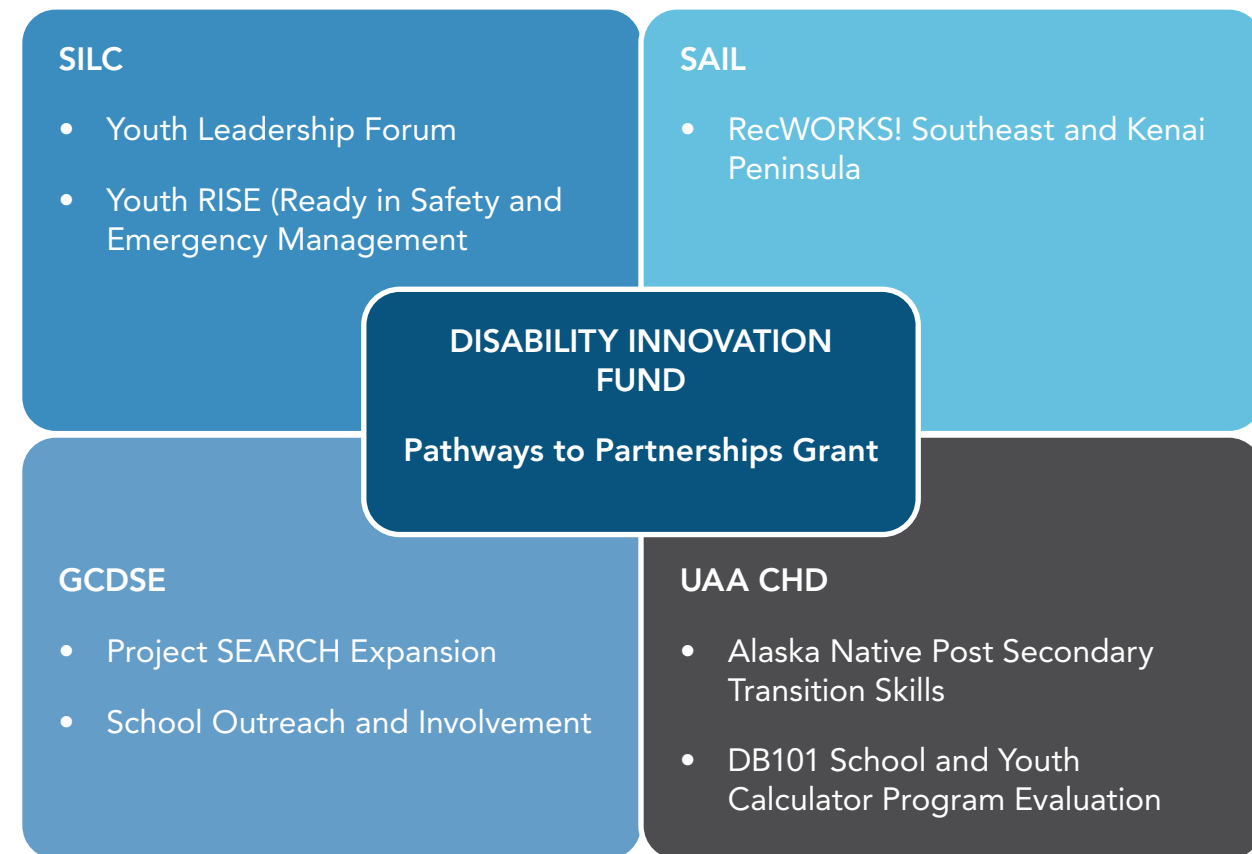 SILC
• Youth Leadership Forum
• Youth RISE (Ready in Safety and
Emergency Management
SAIL
• RecWORKS! Southeast and Kenai
Peninsula
DISABILITY INNOVATION
FUND
Pathways to Partnerships Grant
GCDSE
• Project SEARCH Expansion
• School Outreach and Involvement
UAA CHD
• Alaska Native Post Secondary
Transition Skills
• DB101 School and Youth
Calculator Program Evaluation